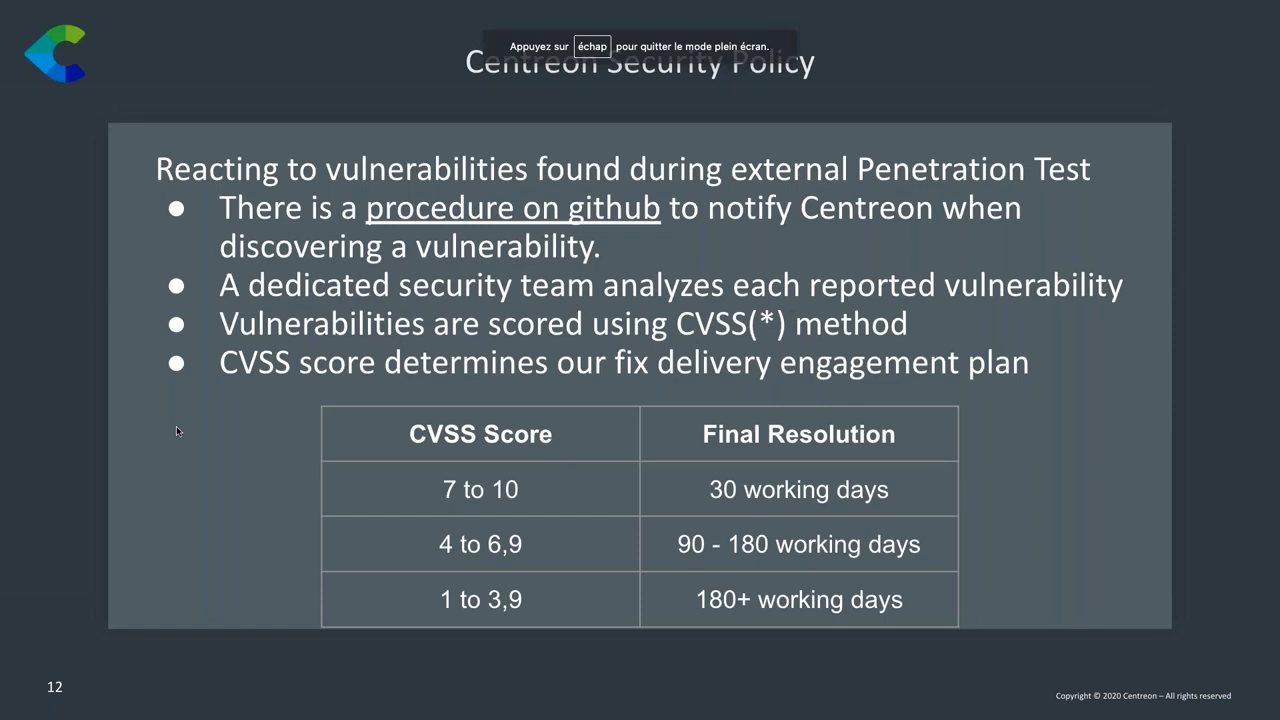 Appuyez sur échap pour quitter le mode plein écran.
Centreon Security Policy
Reacting to vulnerabilities found during external Penetration Test
● There is a procedure on github to notify Centreon when
discovering a vulnerability.
● A dedicated security team analyzes each reported vulnerability
● Vulnerabilities are scored using CVSS(*) method
● CVSS score determines our fix delivery engagement plan
CVSS Score Final Resolution
7 to 10 30 working days
4 to 6,9 90 - 180 working days
1 to 3,9 180+ working days
12
Copyright © 2020 Centreon – All rights reserved